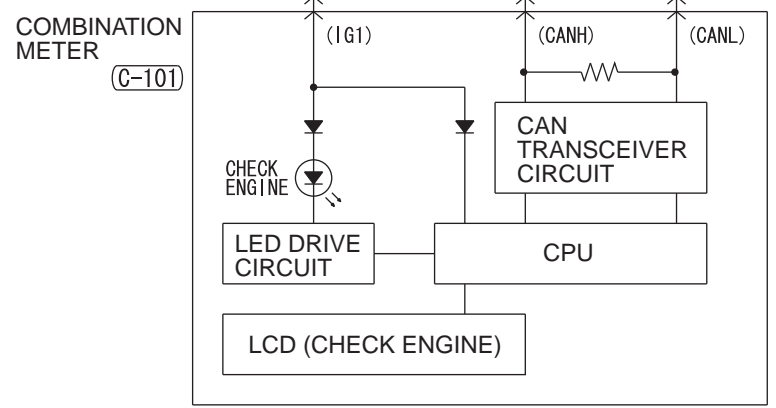 COMBINATION
METER
(C-101)
(IG1)
(CANH)
(CANL)
CHECK
ENGINE
CAN
TRANSCEIVER
CIRCUIT
LED DRIVE
CIRCUIT
CPU
LCD (CHECK ENGINE)